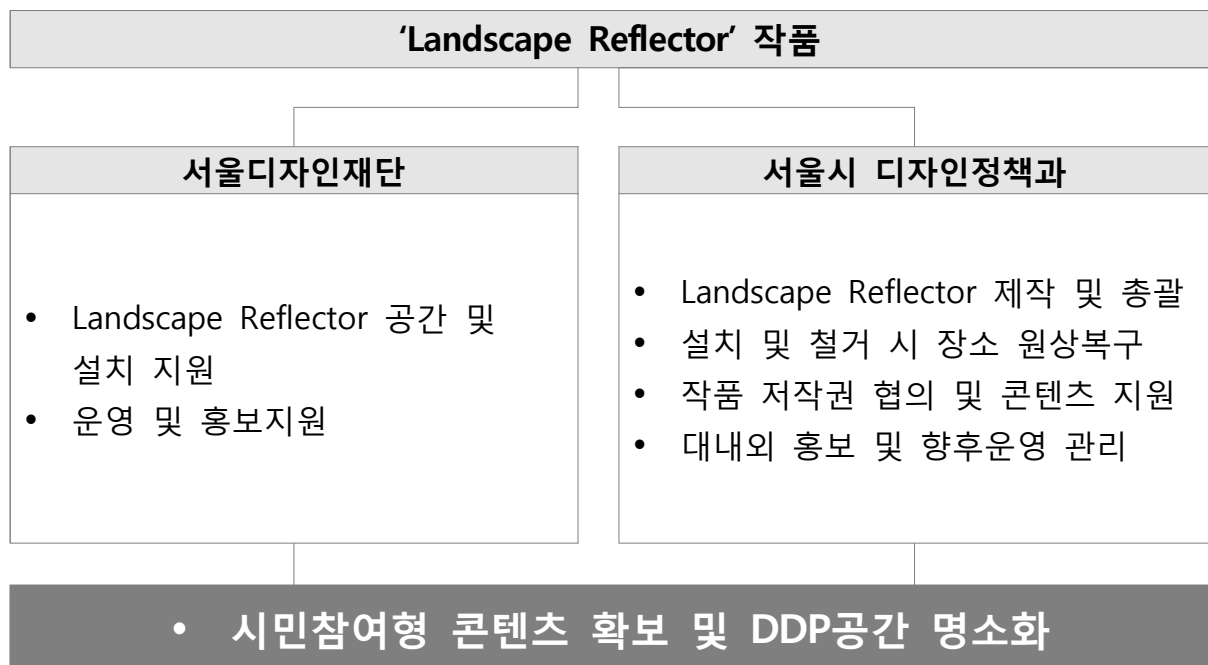 ‘Landscape Reflector’ 작품
서울디자인재단
• Landscape Reflector 공간 및
설치 지원
• 운영 및 홍보지원
서울시 디자인정책과
• Landscape Reflector 제작 및 총괄
• 설치 및 철거 시 장소 원상복구
• 작품 저작권 협의 및 콘텐츠 지원
• 대내외 홍보 및 향후운영 관리
• 시민참여형 콘텐츠 확보 및 DDP공간 명소화